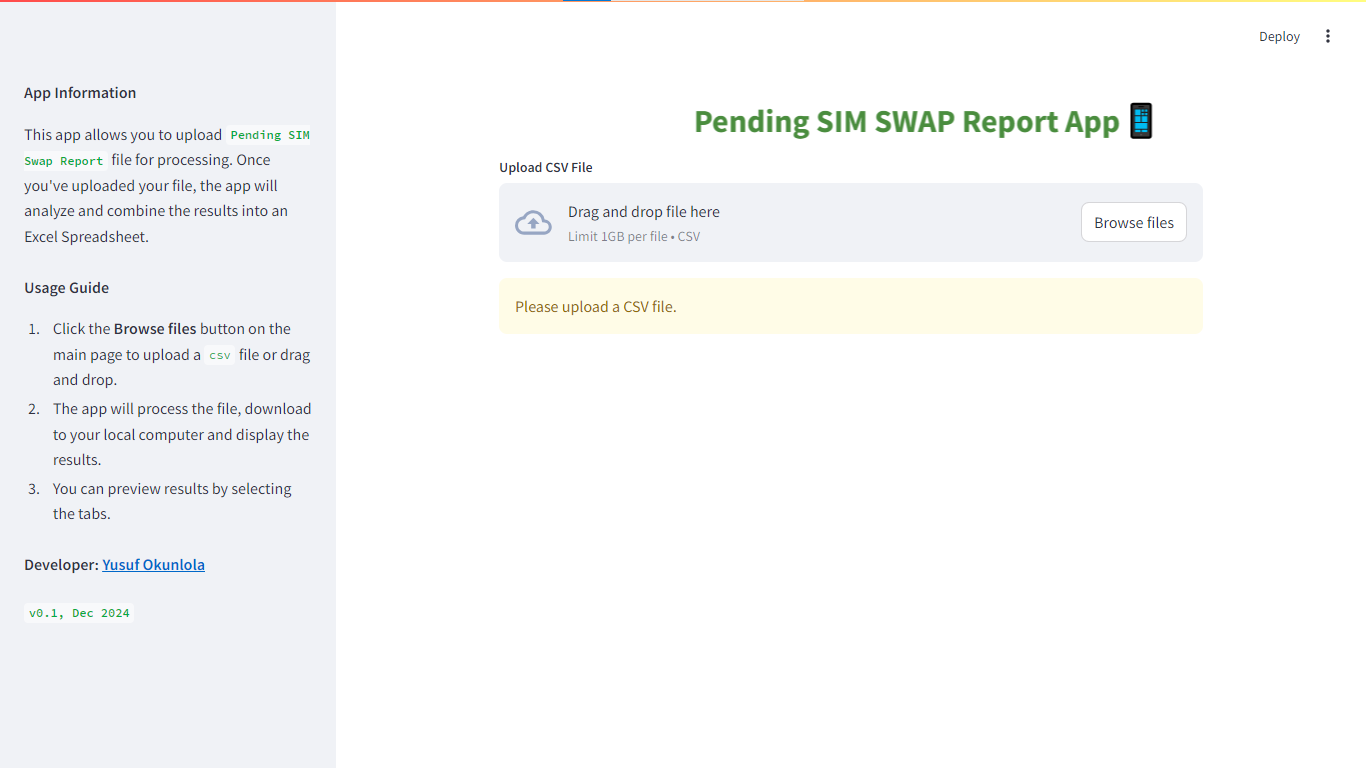 Deploy
App Information
This app allows you to upload Pending SIM
Swap Report file for processing. Once
you've uploaded your file, the app will
analyze and combine the results into an
Excel Spreadsheet.
Usage Guide
1. Click the Browse files button on the
main page to upload a csv file or drag
and drop.
2. The app will process the file, download
to your local computer and display the
results.
3. You can preview results by selecting
the tabs.
Developer: Yusuf Okunlola
v0.1, Dec 2024
Pending SIM SWAP Report App
Upload CSV File
Drag and drop file here
Limit 1GB per file • CSV
Browse files
Please upload a CSV file.